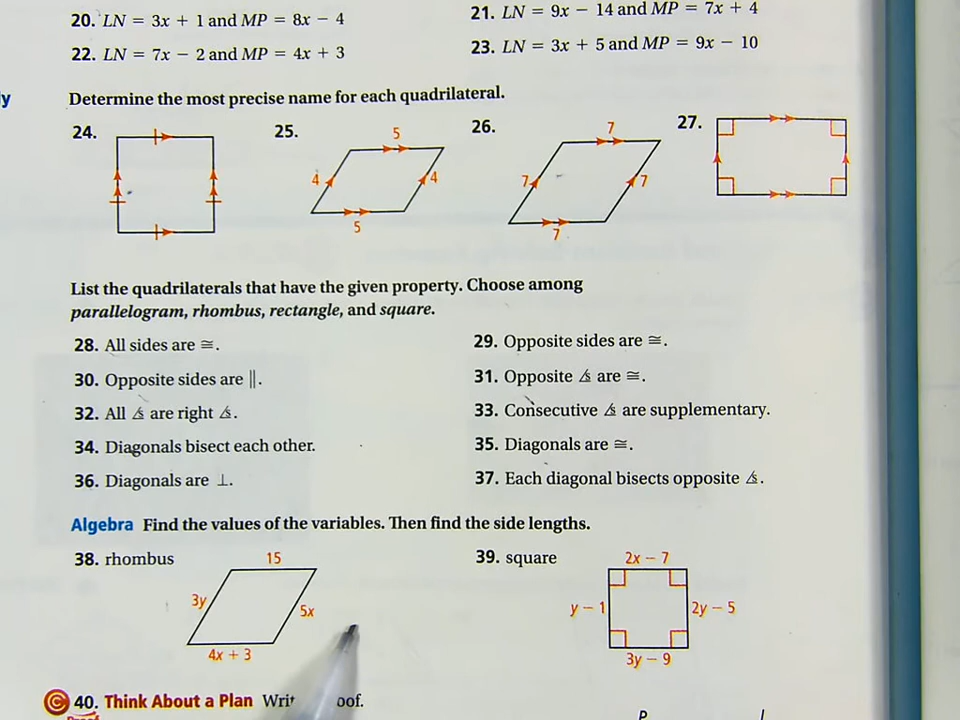 20. LN = 3x + 1 and MP = 8x − 4
21. LN = 9x − 14 and MP = 7x + 4
22. LN = 7x − 2 and MP = 4x + 3
23. LN = 3x + 5 and MP = 9x − 10
Determine the most precise name for each quadrilateral.
24.
25.
5
4
4
5
26.
7
7
7
7
27.
List the quadrilaterals that have the given property. Choose among
parallelogram, rhombus, rectangle, and square.
28. All sides are ≅.
29. Opposite sides are ≅.
30. Opposite sides are ∥.
31. Opposite ∠s are ≅.
32. All ∠s are right ∠s.
33. Consecutive ∠s are supplementary.
34. Diagonals bisect each other.
35. Diagonals are ≅.
36. Diagonals are ⊥.
37. Each diagonal bisects opposite ∠s.
Algebra Find the values of the variables. Then find the side lengths.
38. rhombus
15
3y
5x
4x + 3
39. square
2x − 7
y − 1
2y − 5
3y − 9
C 40. Think About a Plan
Proof
P